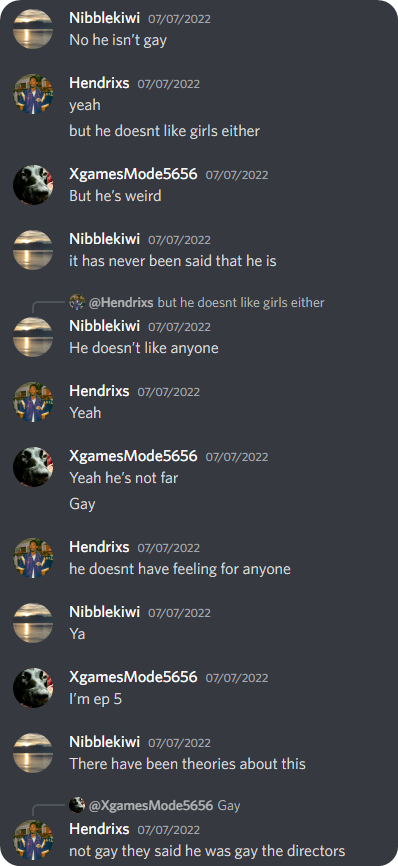 Nibblekiwi 07/07/2022
No he isn't gay
Hendrixs 07/07/2022
yeah
but he doesnt like girls either
XgamesMode5656 07/07/2022
But he's weird
Nibblekiwi 07/07/2022
it has never been said that he is
@Hendrixs but he doesnt like girls either
Nibblekiwi 07/07/2022
He doesn't like anyone
Hendrixs 07/07/2022
Yeah
XgamesMode5656 07/07/2022
Yeah he's not far
Gay
Hendrixs 07/07/2022
he doesnt have feeling for anyone
Nibblekiwi 07/07/2022
Ya
XgamesMode5656 07/07/2022
I'm ep 5
Nibblekiwi 07/07/2022
There have been theories about this
@XgamesMode5656 Gay
Hendrixs 07/07/2022
not gay they said he was gay the directors